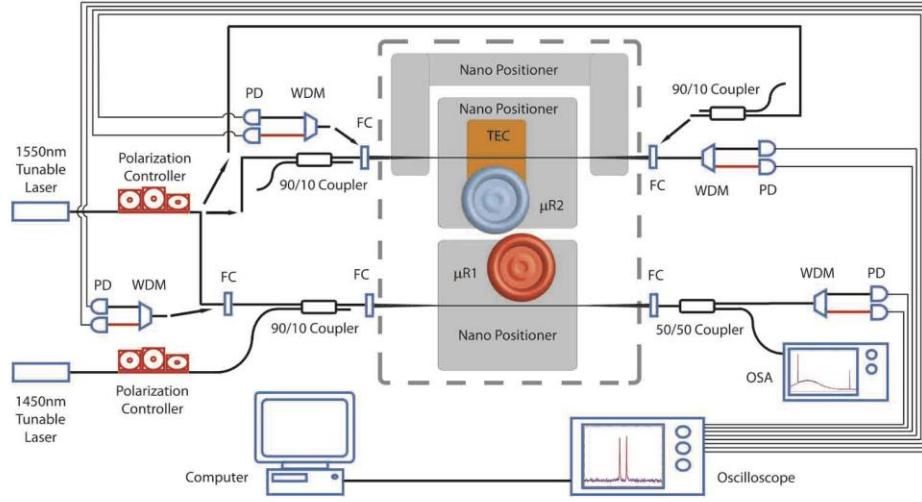 Nano Positioner
90/10 Coupler
PD
WDM
FC
Nano Positioner
TEC
1550nm
Tunable
Laser
Polarization
Controller
90/10 Coupler
μR2
FC
WDM
PD
PD
WDM
FC
FC
μR1
FC
WDM
PD
90/10 Coupler
Nano Positioner
50/50 Coupler
1450nm
Tunable
Laser
Polarization
Controller
OSA
Computer
Oscilloscope